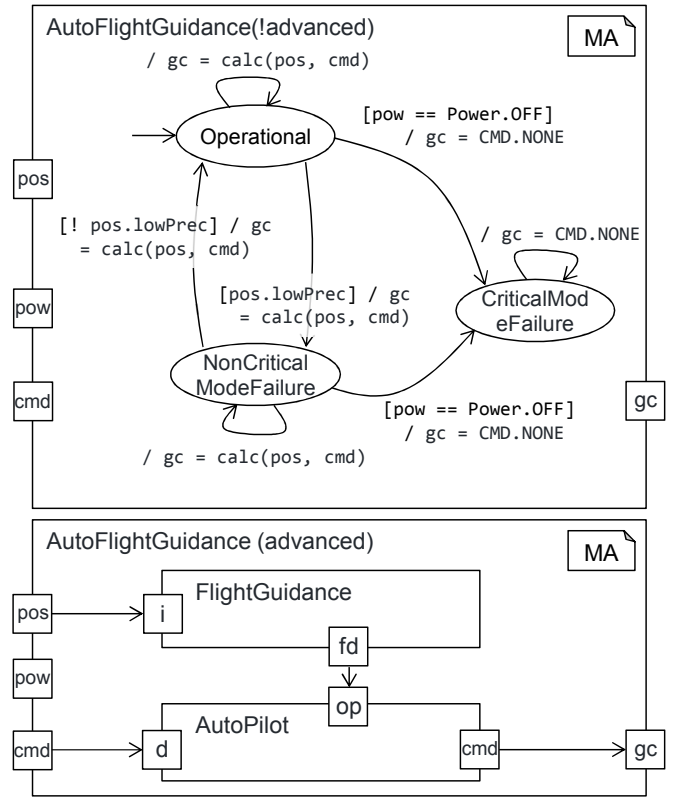 AutoFlightGuidance(!advanced)
MA
/ gc = calc(pos, cmd)
[pow == Power.OFF]
/ gc = CMD.NONE
Operational
pos
[! pos.lowPrec] / gc
= calc(pos, cmd)
/ gc = CMD.NONE
[pos.lowPrec] / gc
= calc(pos, cmd)
pow
CriticalMod
eFailure
NonCritical
ModeFailure
cmd
gc
[pow == Power.OFF]
/ gc = CMD.NONE
/ gc = calc(pos, cmd)
AutoFlightGuidance (advanced)
MA
FlightGuidance
pos
i
fd
pow
op
AutoPilot
cmd
d
cmd
gc